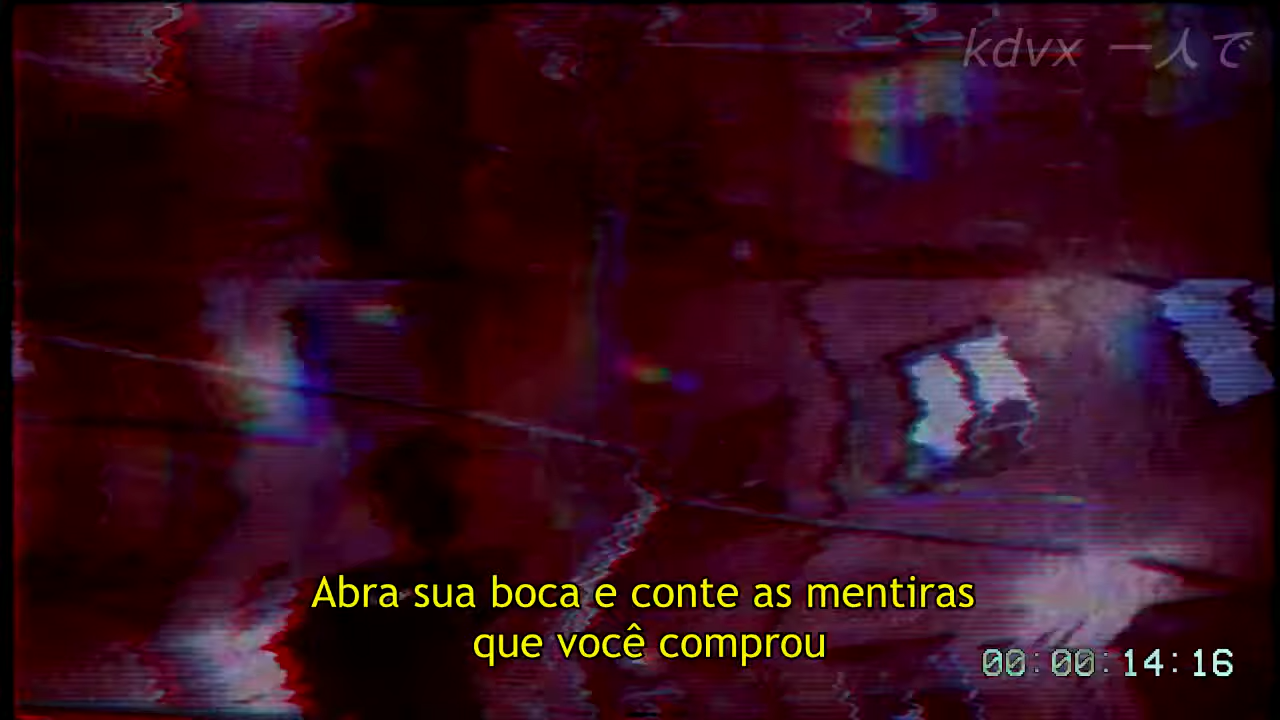 kdvx 一人で
Abra sua boca e conte as mentiras
que você comprou
00:00:14:16